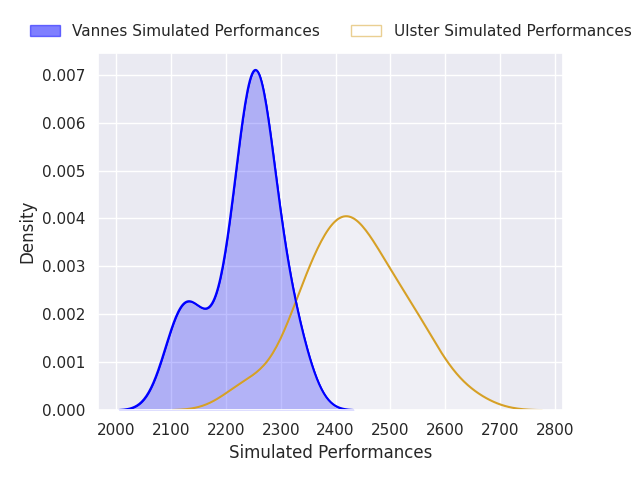 Vannes Simulated Performances Ulster Simulated Performances
0.007
0.006
0.005
0.004
0.003
0.002
0.001
0.000
Density
2000 2100 2200 2300 2400 2500 2600 2700 2800
Simulated Performances